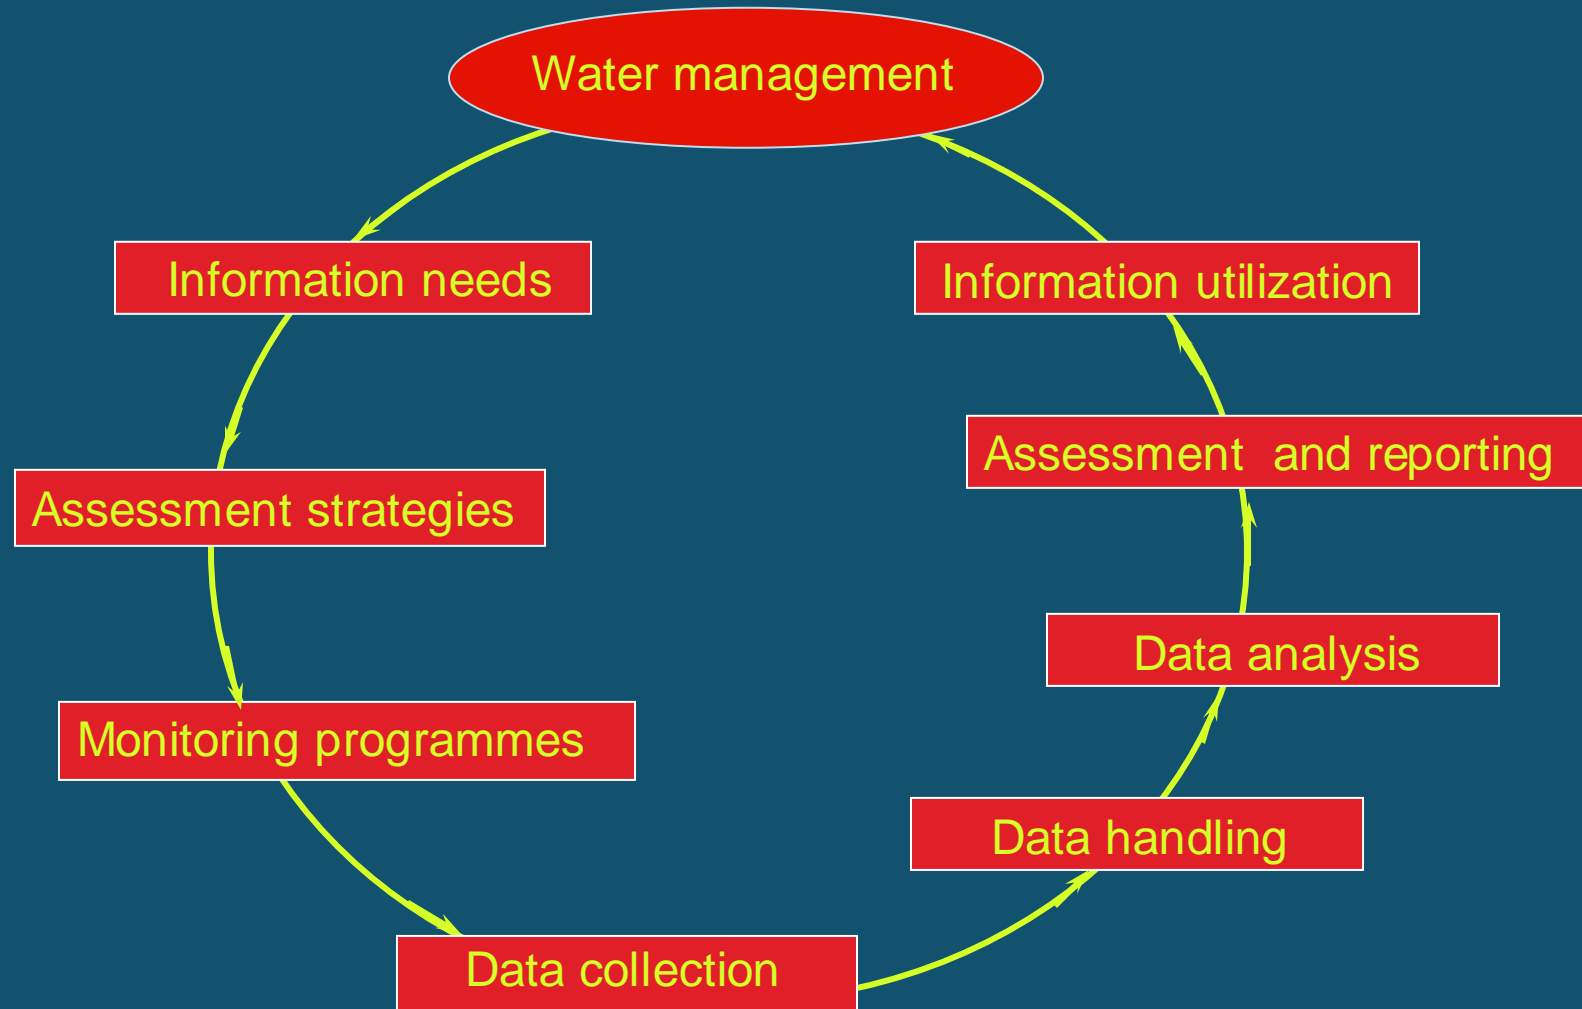 Water management
Information needs
Information utilization
Assessment and reporting
Assessment strategies
Data analysis
Monitoring programmes
Data handling
Data collection